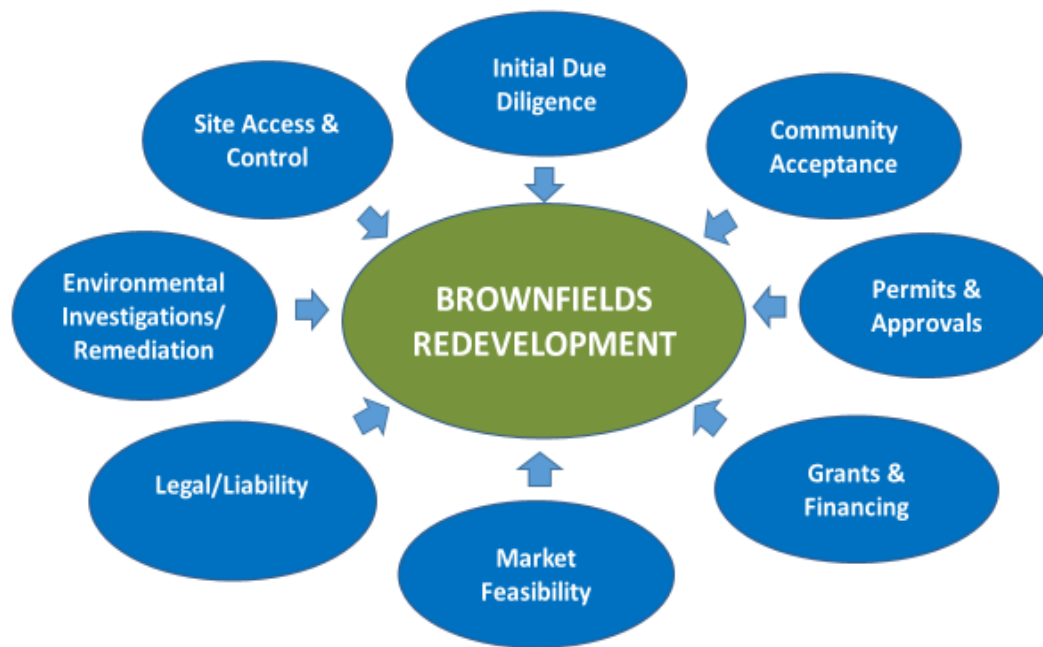 Initial Due
Diligence
Site Access &
Control
Community
Acceptance
Environmental
Investigations/
Remediation
BROWNFIELDS
REDEVELOPMENT
Permits &
Approvals
Legal/Liability
Grants &
Financing
Market
Feasibility